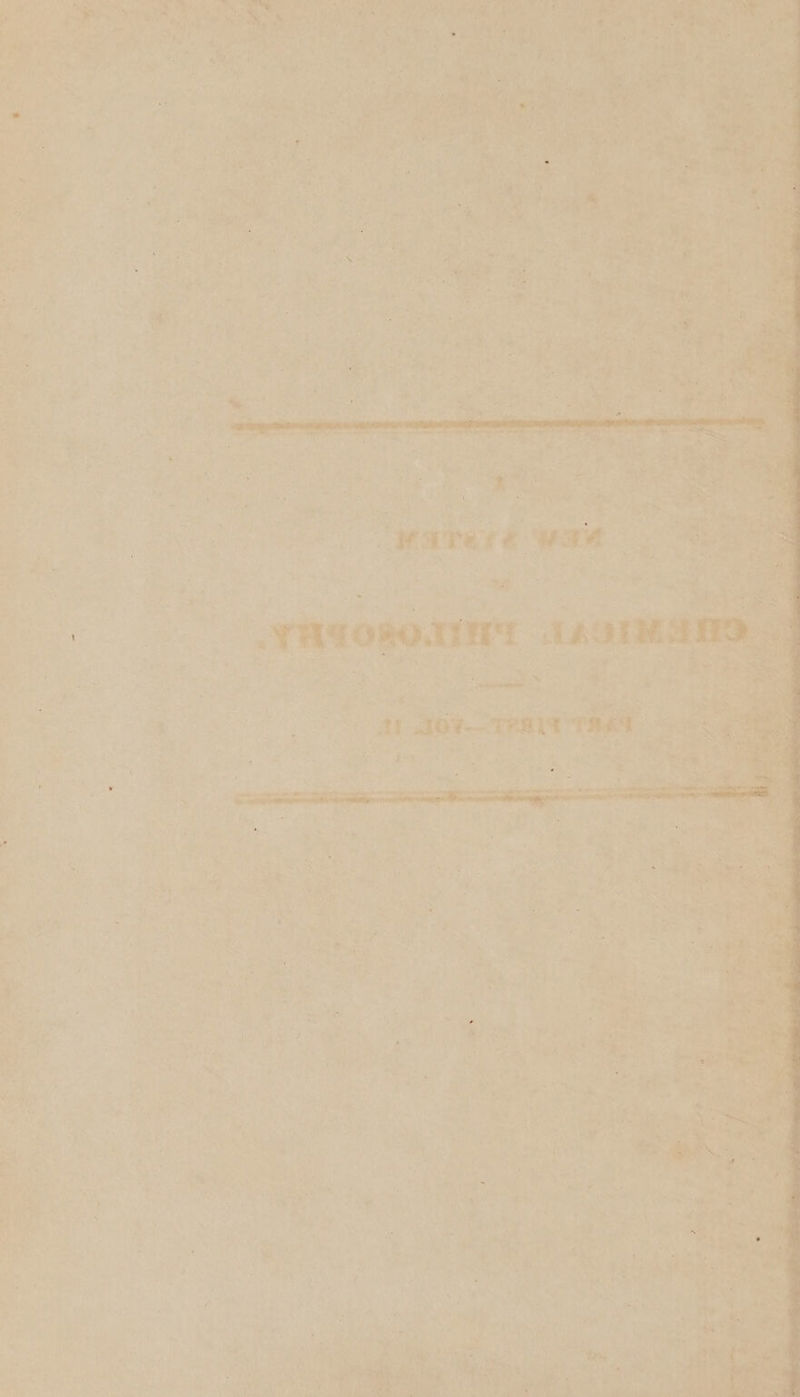 A
NEW SYSTEM
OF
CHEMICAL PHILOSOPHY.
PART FIRST—VOL. II.